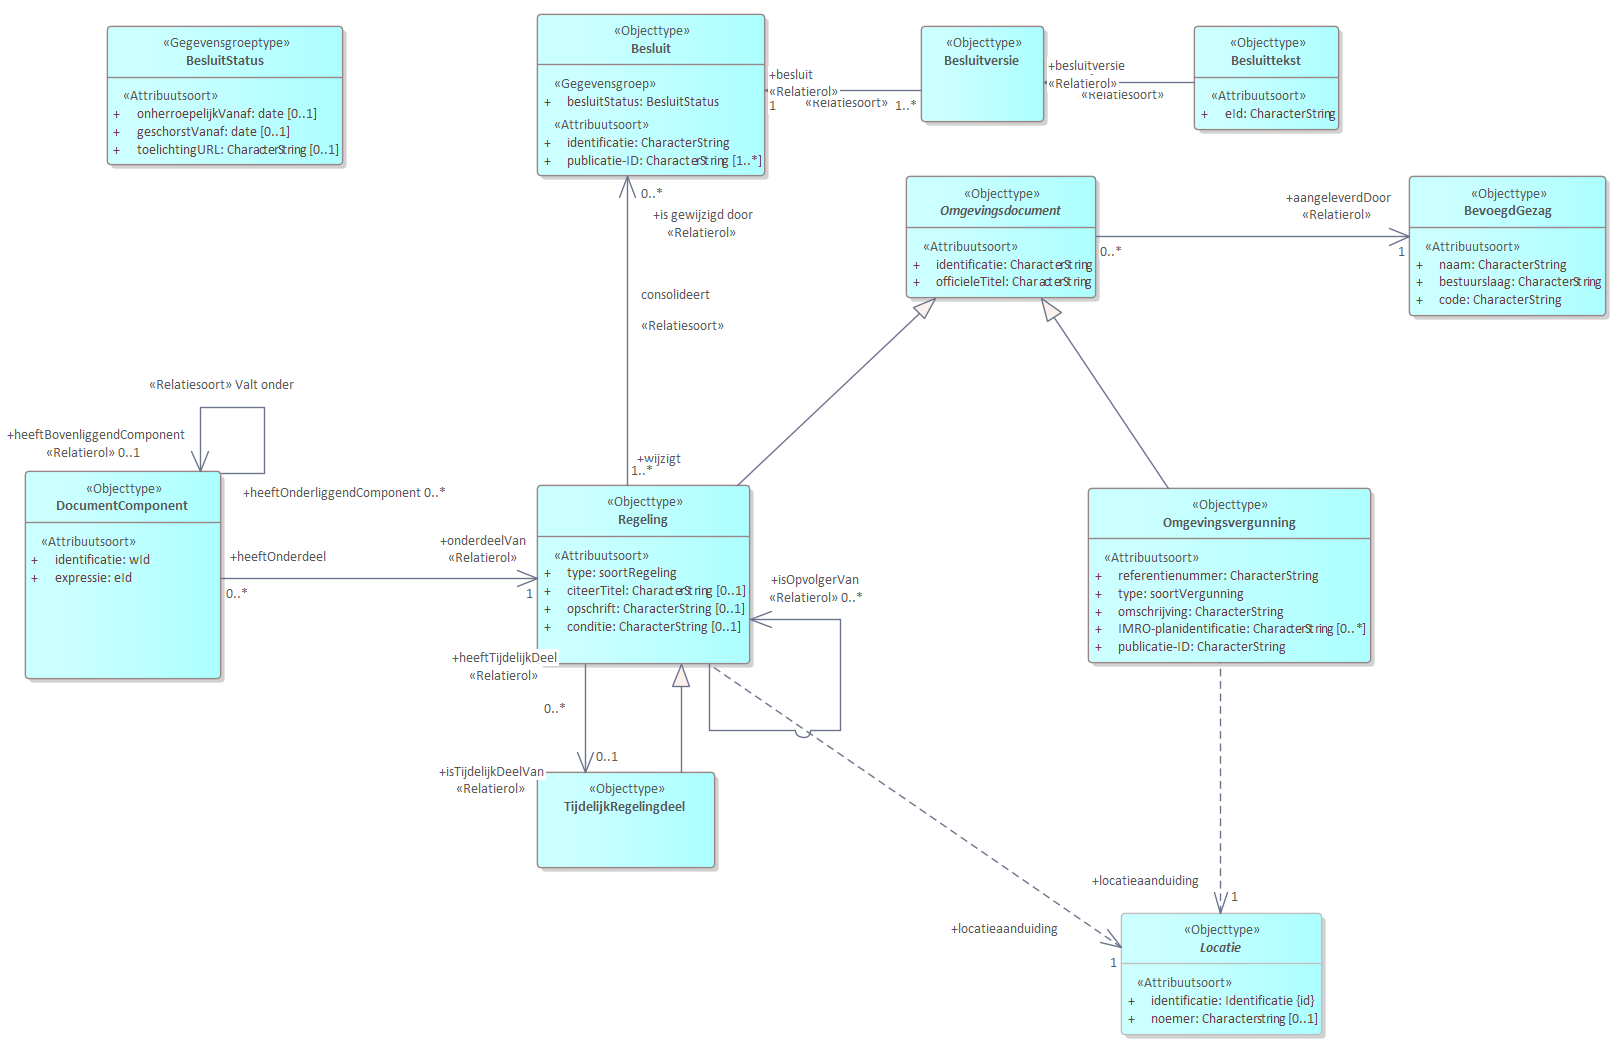 «Gegevensgroeptype»
BesluitStatus
«Attribuutsoort»
+ onherroepelijkVanaf: date [0..1]
+ geschorstVanaf: date [0..1]
+ toelichtingURL: CharacterString [0..1]
«Objecttype»
Besluit
«Gegevensgroep»
+ besluitStatus: BesluitStatus
«Attribuutsoort»
+ identificatie: CharacterString
+ publicatie-ID: CharacterString [1..*]
+besluit
«Relatierol»
1
«Relatiesoort»
1..*
«Objecttype»
Besluitversie
+besluitversie
«Relatierol»
«Relatiesoort»
«Objecttype»
Besluittekst
«Attribuutsoort»
+ eId: CharacterString
0..*
+is gewijzigd door
«Relatierol»
consolideert
«Relatiesoort»
+wijzigt
1..*
«Objecttype»
Omgevingsdocument
«Attribuutsoort»
+ identificatie: CharacterString
+ officieleTitel: CharacterString
0..*
+aangeleverdDoor
«Relatierol»
1
«Objecttype»
BevoegdGezag
«Attribuutsoort»
+ naam: CharacterString
+ bestuurslaag: CharacterString
+ code: CharacterString
«Relatiesoort» Valt onder
+heeftBovenliggendComponent
«Relatierol» 0..1
+heeftOnderliggendComponent 0..*
«Objecttype»
DocumentComponent
«Attribuutsoort»
+ identificatie: wId
+ expressie: eId
+heeftOnderdeel
0..*
+onderdeelVan
«Relatierol»
1
«Objecttype»
Regeling
«Attribuutsoort»
+ type: soortRegeling
+ citeerTitel: CharacterString [0..1]
+ opschrift: CharacterString [0..1]
+ conditie: CharacterString [0..1]
+isOpvolgerVan
«Relatierol» 0..*
«Objecttype»
Omgevingsvergunning
«Attribuutsoort»
+ referentienummer: CharacterString
+ type: soortVergunning
+ omschrijving: CharacterString
+ IMRO-planidentificatie: CharacterString [0..*]
+ publicatie-ID: CharacterString
+heeftTijdelijkDeel
«Relatierol»
0..*
0..1
+isTijdelijkDeelVan
«Relatierol»
«Objecttype»
TijdelijkRegelingdeel
+locatieaanduiding
1
+locatieaanduiding
1
«Objecttype»
Locatie
«Attribuutsoort»
+ identificatie: Identificatie {id}
+ noemer: Characterstring [0..1]